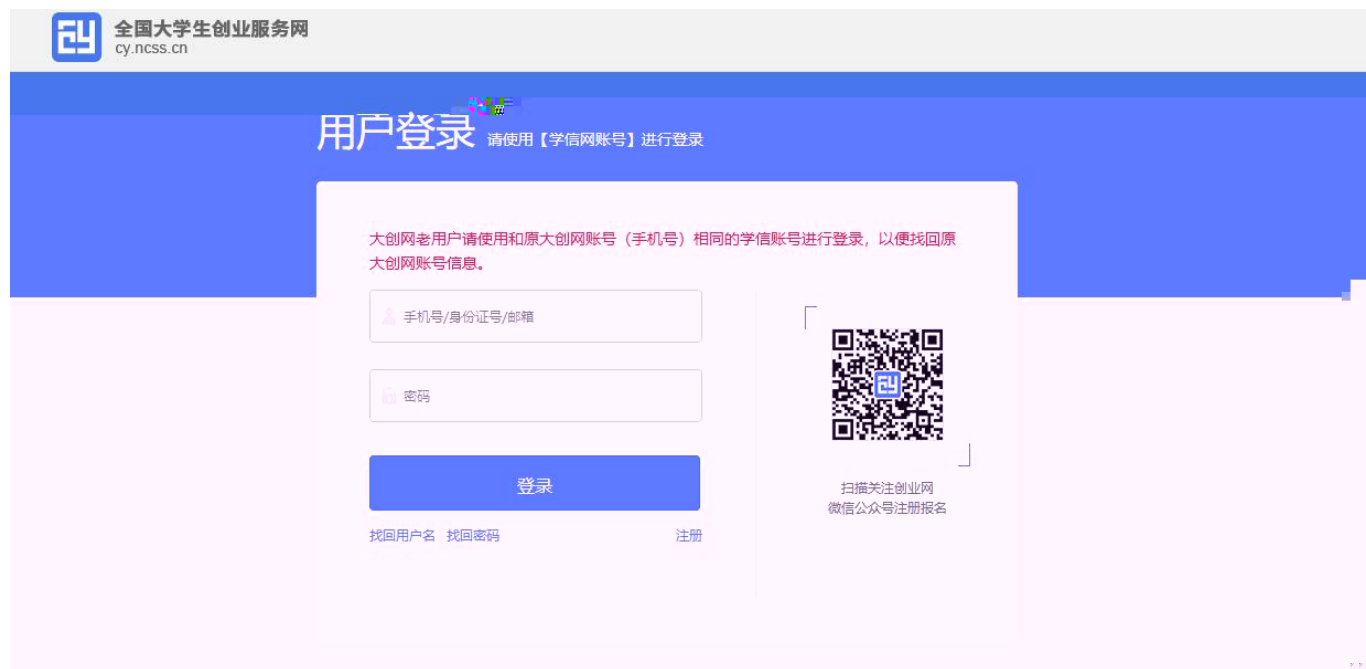 全国大学生创业服务网
cy.ncss.cn
用户登录 请使用【学信网账号】进行登录
大创网老用户请使用和原大创网账号（手机号）相同的学信账号进行登录，以便找回原
大创网账号信息。
手机号/身份证号/邮箱
密码
登录
找回用户名 找回密码 注册
扫描关注创业网
微信公众号注册报名